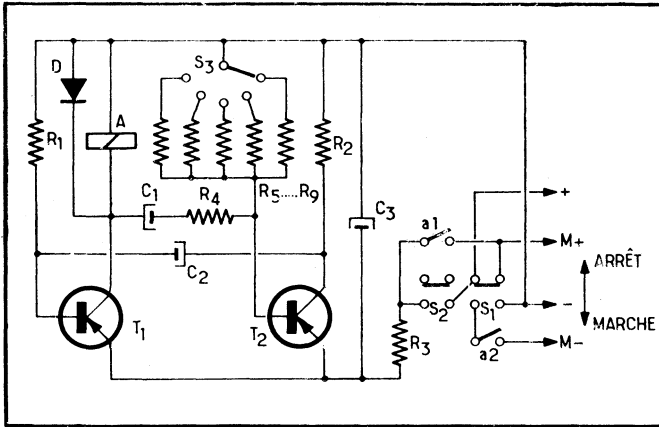 D
S3
R1
A
R2
C1
R4
R5.....R9
C3
C2
T1
T2
a1
+
M+
ARRÊT
S2
S1
-
MARCHE
R3
a2
M-